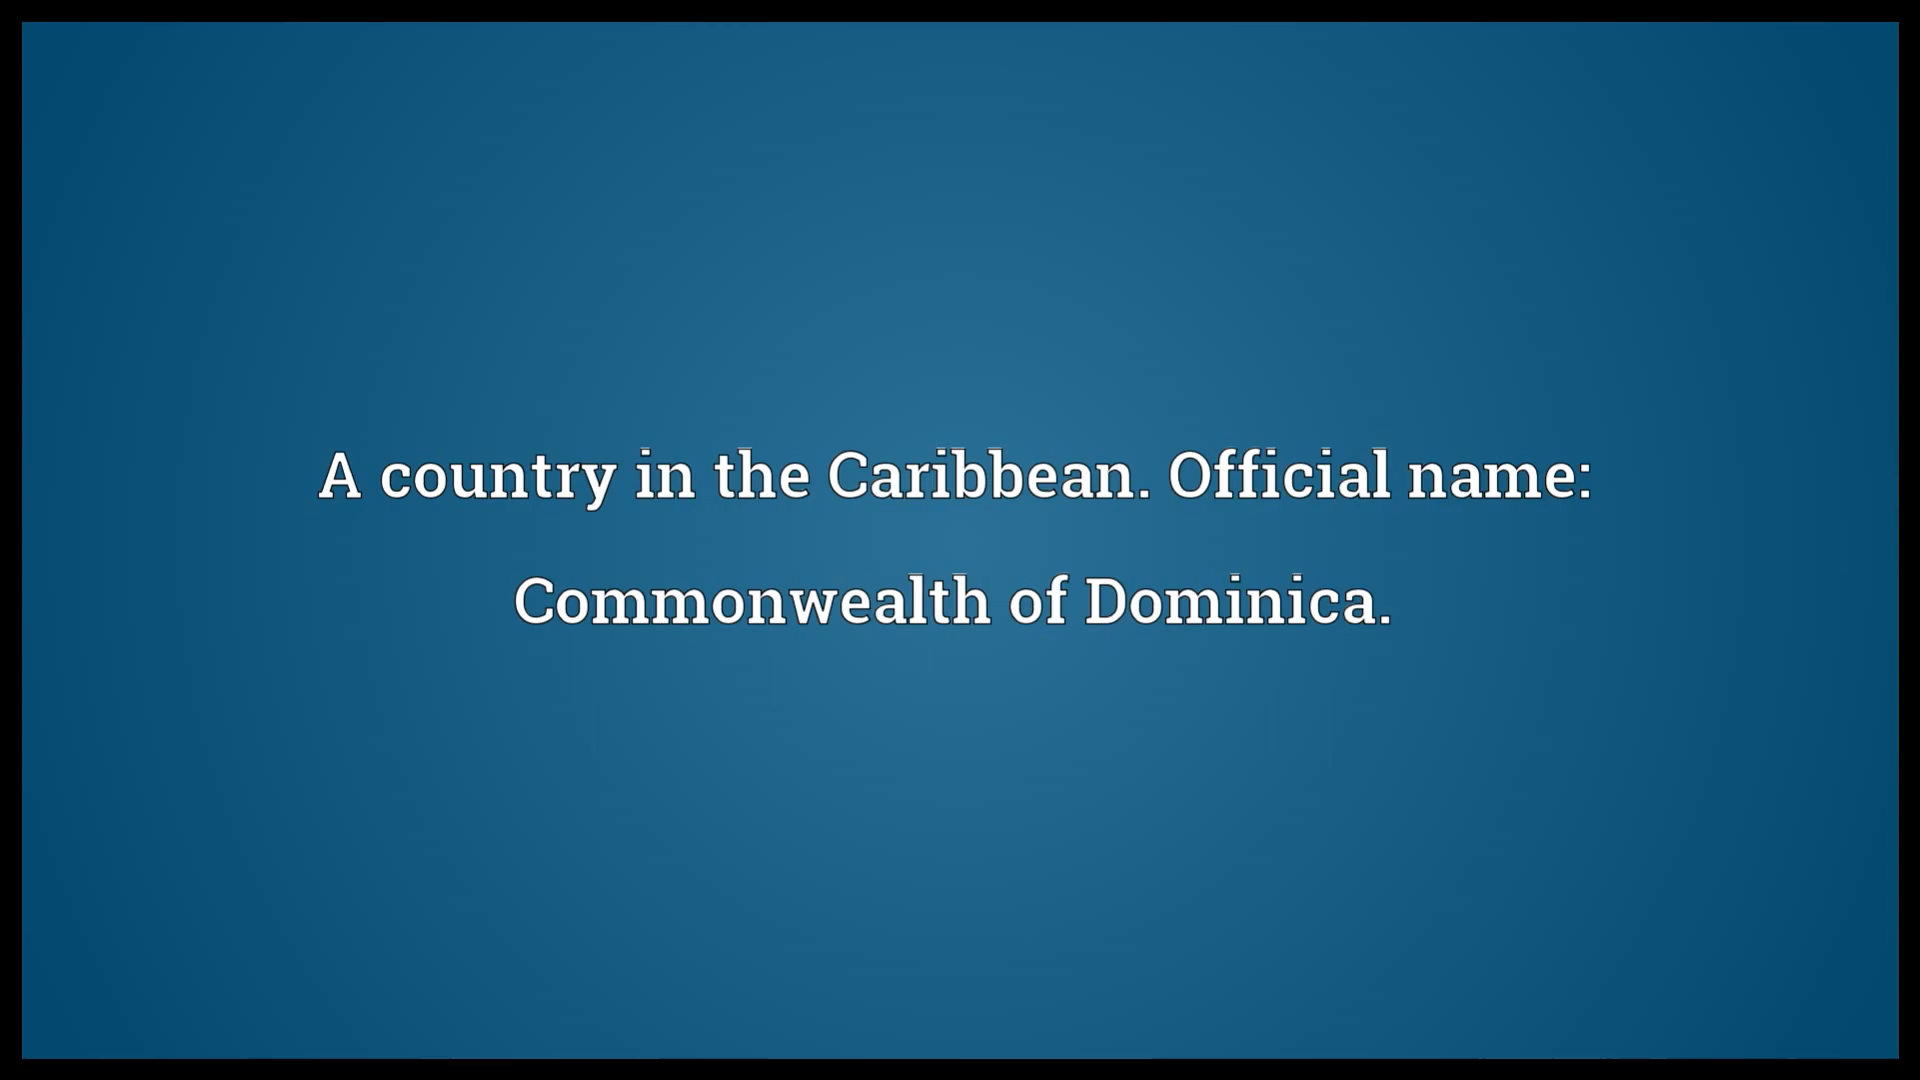 A country in the Caribbean. Official name:
Commonwealth of Dominica.